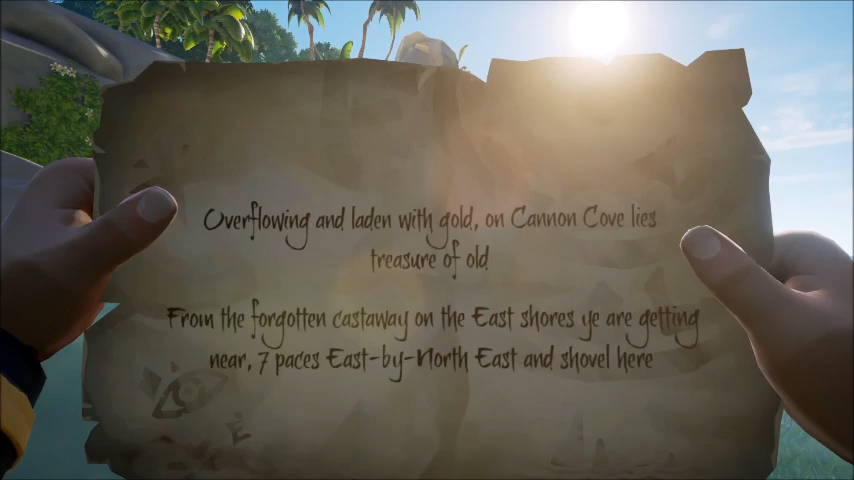 Overflowing and laden with gold, on Cannon Cove lies
treasure of old
From the forgotten castaway on the East shores ye are getting
near, 7 paces East-by-North East and shovel here